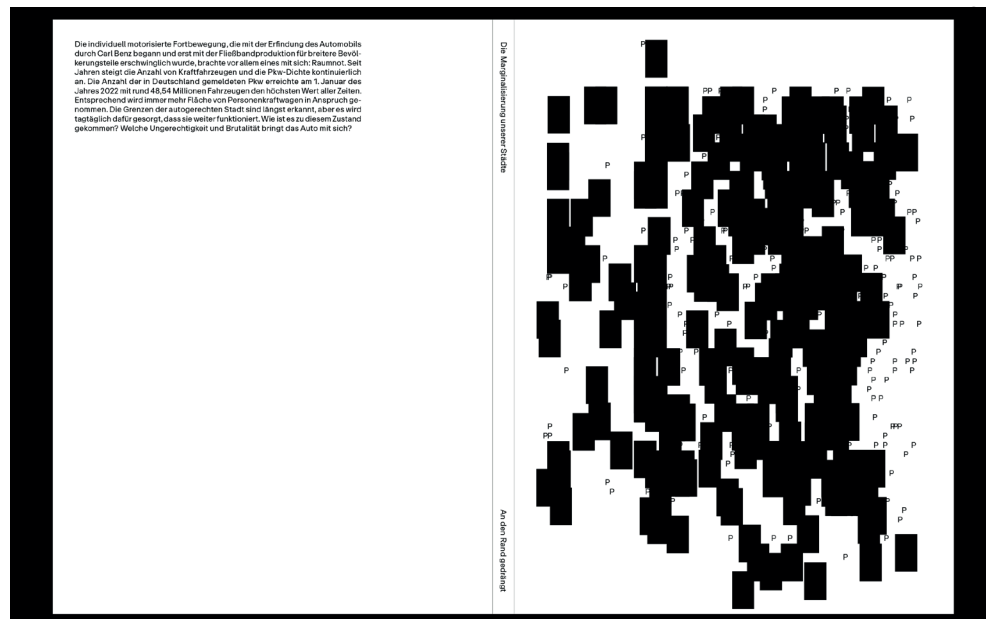 Die individuell motorisierte Fortbewegung, die mit der Erfindung des Automobils
durch Carl Benz begann und erst mit der Fließbandproduktion für breitere Bevöl-
kerungsteile erschwinglich wurde, brachte vor allem eines mit sich: Raumnot. Seit
Jahren steigt die Anzahl von Kraftfahrzeugen und die Pkw-Dichte kontinuierlich
an. Die Anzahl der in Deutschland gemeldeten Pkw erreichte am 1. Januar des
Jahres 2022 mit rund 48,54 Millionen Fahrzeugen den höchsten Wert aller Zeiten.
Entsprechend wird immer mehr Fläche von Personenkraftwagen in Anspruch ge-
nommen. Die Grenzen der autogerechten Stadt sind längst erkannt, aber es wird
tagtäglich dafür gesorgt, dass sie weiter funktioniert. Wie ist es zu diesem Zustand
gekommen? Welche Ungerechtigkeit und Brutalität bringt das Auto mit sich?
Die Marginalisierung unserer Städte
An den Rand gedrängt